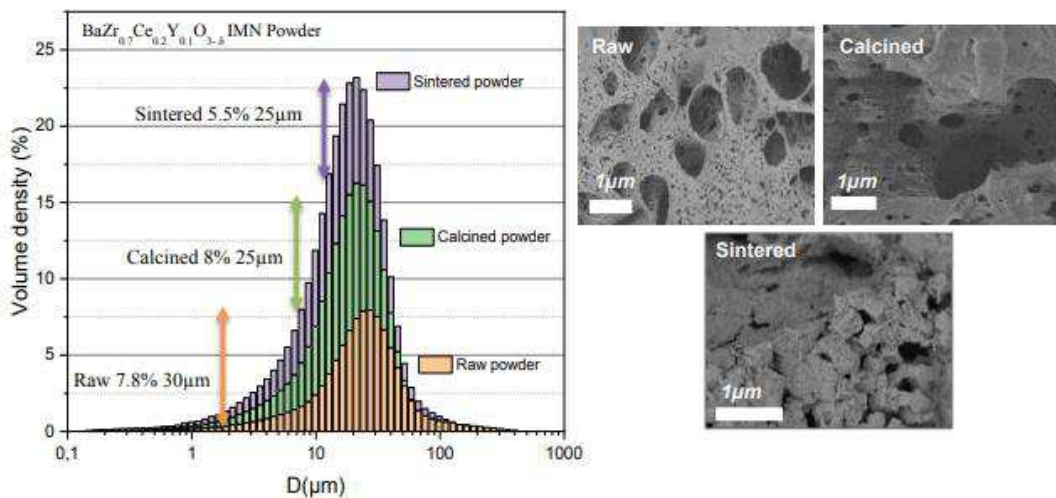 BaZr0.7Ce0.2Y0.1O3-δ IMN Powder
25
20
15
10
5
0
Volume density (%)
Sintered powder
Sintered 5.5% 25µm
Calcined powder
Calcined 8% 25µm
Raw powder
Raw 7.8% 30µm
0,1
1
10
100
1000
D(µm)
Raw
1µm
Calcined
1µm
Sintered
1µm